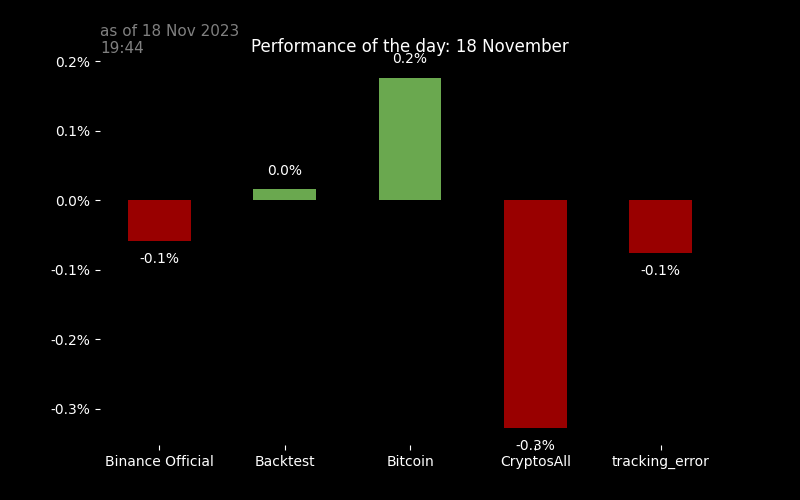 as of 18 Nov 2023
19:44
Performance of the day: 18 November
0.2%
0.2%
0.1%
0.0%
0.0%
-0.1%
-0.1%
-0.1%
-0.2%
-0.3%
-0.3%
Binance Official
Backtest
Bitcoin
CryptosAll
tracking_error